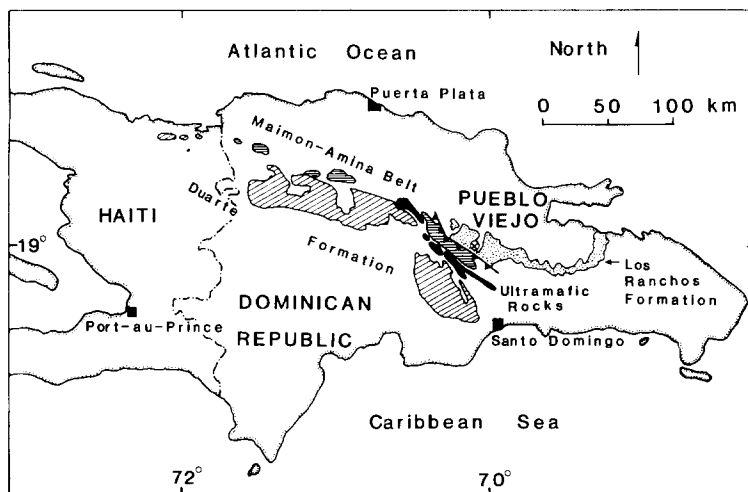 Atlantic Ocean
North
Puerta Plata
0 50 100 km
Maimon-Amina Belt
Duarte
PUEBLO
VIEJO
HAITI
19°
Formation
Los
Ranchos
Formation
Ultramafic
Rocks
DOMINICAN
REPUBLIC
Port-au-Prince
Santo Domingo
Caribbean Sea
72°
70°